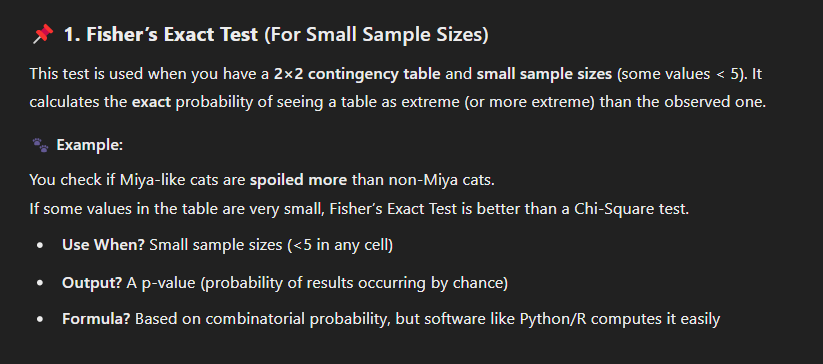 📌 1. Fisher’s Exact Test (For Small Sample Sizes)
This test is used when you have a 2×2 contingency table and small sample sizes (some values < 5). It
calculates the exact probability of seeing a table as extreme (or more extreme) than the observed one.
🐾 Example:
You check if Miya-like cats are spoiled more than non-Miya cats.
If some values in the table are very small, Fisher’s Exact Test is better than a Chi-Square test.
• Use When? Small sample sizes (<5 in any cell)
• Output? A p-value (probability of results occurring by chance)
• Formula? Based on combinatorial probability, but software like Python/R computes it easily